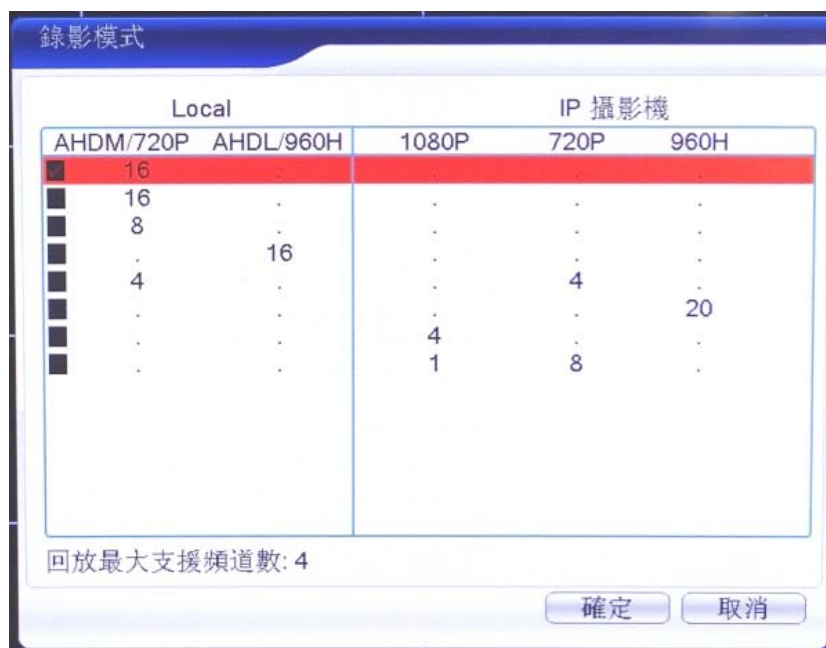 錄影模式
Local IP 攝影機
AHDM/720P AHDL/960H 1080P 720P 960H
16 . . . .
16 . . . .
8 . . . .
. 16 . . .
4 . . 4 .
. . . . 20
. . 4 . .
. . 1 8 .
回放最大支援頻道數: 4
確定 取消